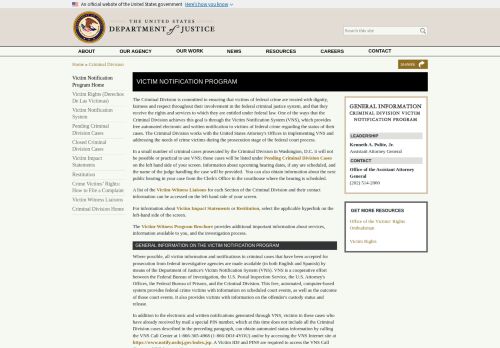 An official website of the United States government Here's how you know
THE UNITED STATES
DEPARTMENT of JUSTICE
Search this site
ABOUT
OUR AGENCY
OUR WORK
NEWS
RESOURCES
CAREERS
CONTACT
Home » Criminal Division
SHARE
Victim Notification
Program Home
Victim Rights (Derechos
De Las Victimas)
Victim Notification
System
Pending Criminal
Division Cases
Closed Criminal
Division Cases
Victim Impact
Statements
Restitution
Crime Victims' Rights:
How to File a Complaint
Victim Witness Liaisons
Criminal Division Home
VICTIM NOTIFICATION PROGRAM
The Criminal Division is committed to ensuring that victims of federal crime are treated with dignity,
fairness and respect throughout their involvement in the federal criminal justice system, and that they
receive the rights and services to which they are entitled under federal law. One of the ways that the
Criminal Division achieves this goal is through the Victim Notification System (VNS), which provides
free automated electronic and written notification to victims of federal crime regarding the status of their
cases. The Criminal Division works with the United States Attorney's Offices in implementing VNS and
addressing the needs of crime victims during the prosecution stage of the federal court process.
In a small number of criminal cases prosecuted by the Criminal Division in Washington, D.C. it will not
be possible or practical to use VNS; these cases will be listed under Pending Criminal Division Cases
on the left-hand side of your screen. Information about upcoming hearing dates, if any are scheduled, and
the name of the judge handling the case will be provided. You can also obtain information about the next
public hearing in your case from the Clerk's Office in the courthouse where the hearing is scheduled.
A list of the Victim-Witness Liaisons for each Section of the Criminal Division and their contact
information can be accessed on the left hand side of your screen.
For information about Victim Impact Statements or Restitution, select the applicable hyperlink on the
left-hand side of the screen.
The Victim Witness Program Brochure provides additional important information about services,
information available to you, and the investigation process.
GENERAL INFORMATION ON THE VICTIM NOTIFICATION PROGRAM
Where possible, all victim information and notifications in criminal cases that have been accepted for
prosecution from federal investigative agencies are made available (in both English and Spanish) by
means of the Department of Justice's Victim Notification System (VNS). VNS is a cooperative effort
between the Federal Bureau of Investigation, the U.S. Postal Inspection Service, the U.S. Attorney's
Offices, the Federal Bureau of Prisons, and the Criminal Division. This free, automated, computer-based
system provides federal crime victims with information on scheduled court events, as well as the outcome
of those court events. It also provides victims with information on the offender's custody status and
release.
In addition to the electronic and written notifications generated through VNS, victims in those cases who
have already received by mail a special PIN number, which at this time does not include all the Criminal
Division cases described in the preceding paragraph, can obtain automated status information by calling
the VNS Call Center at 1-866-365-4968 (1-866-DOJ-4YOU) and/or by accessing the VNS Internet site at
https://www.notify.usdoj.gov/index.jsp. A Victim ID# and PIN# are required to access the VNS Call
GENERAL INFORMATION
CRIMINAL DIVISION VICTIM
NOTIFICATION PROGRAM
LEADERSHIP
Kenneth A. Polite, Jr.
Assistant Attorney General
CONTACT
Office of the Assistant Attorney
General
(202) 514-2000
GET MORE RESOURCES
Office of the Victims' Rights
Ombudsman
Victim Rights